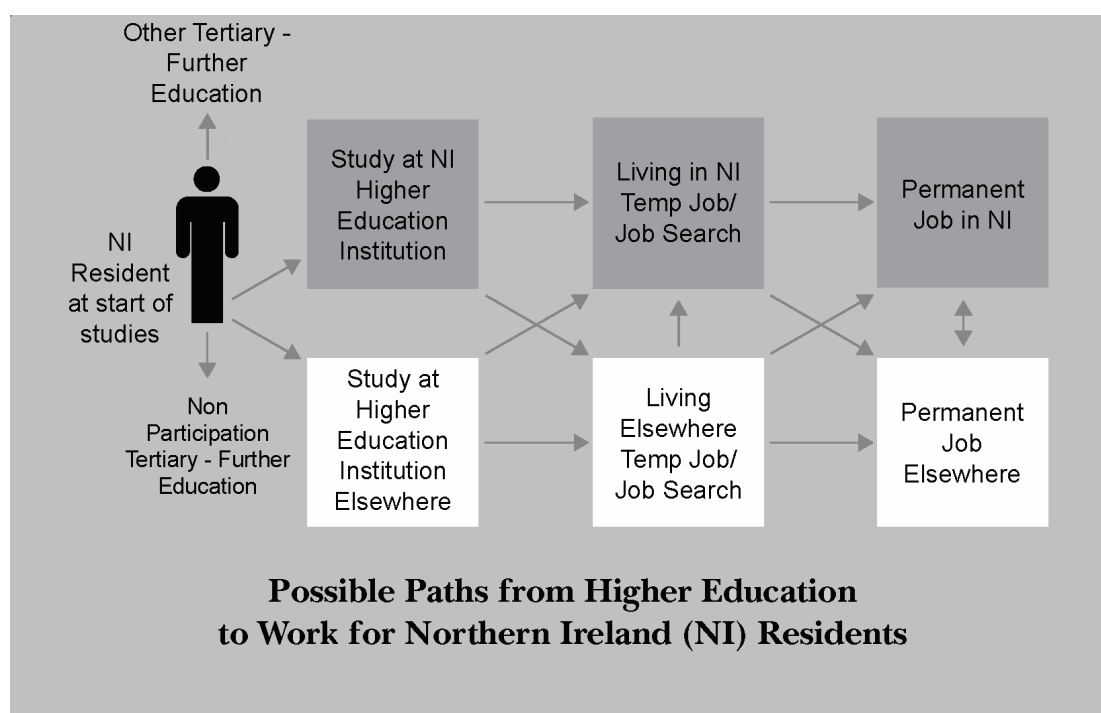 Other Tertiary -
Further
Education
NI
Resident
at start of
studies
Non
Participation
Tertiary - Further
Education
Study at NI
Higher
Education
Institution
Study at
Higher
Education
Institution
Elsewhere
Living in NI
Temp Job/
Job Search
Living
Elsewhere
Temp Job/
Job Search
Permanent
Job in NI
Permanent
Job
Elsewhere
Possible Paths from Higher Education
to Work for Northern Ireland (NI) Residents